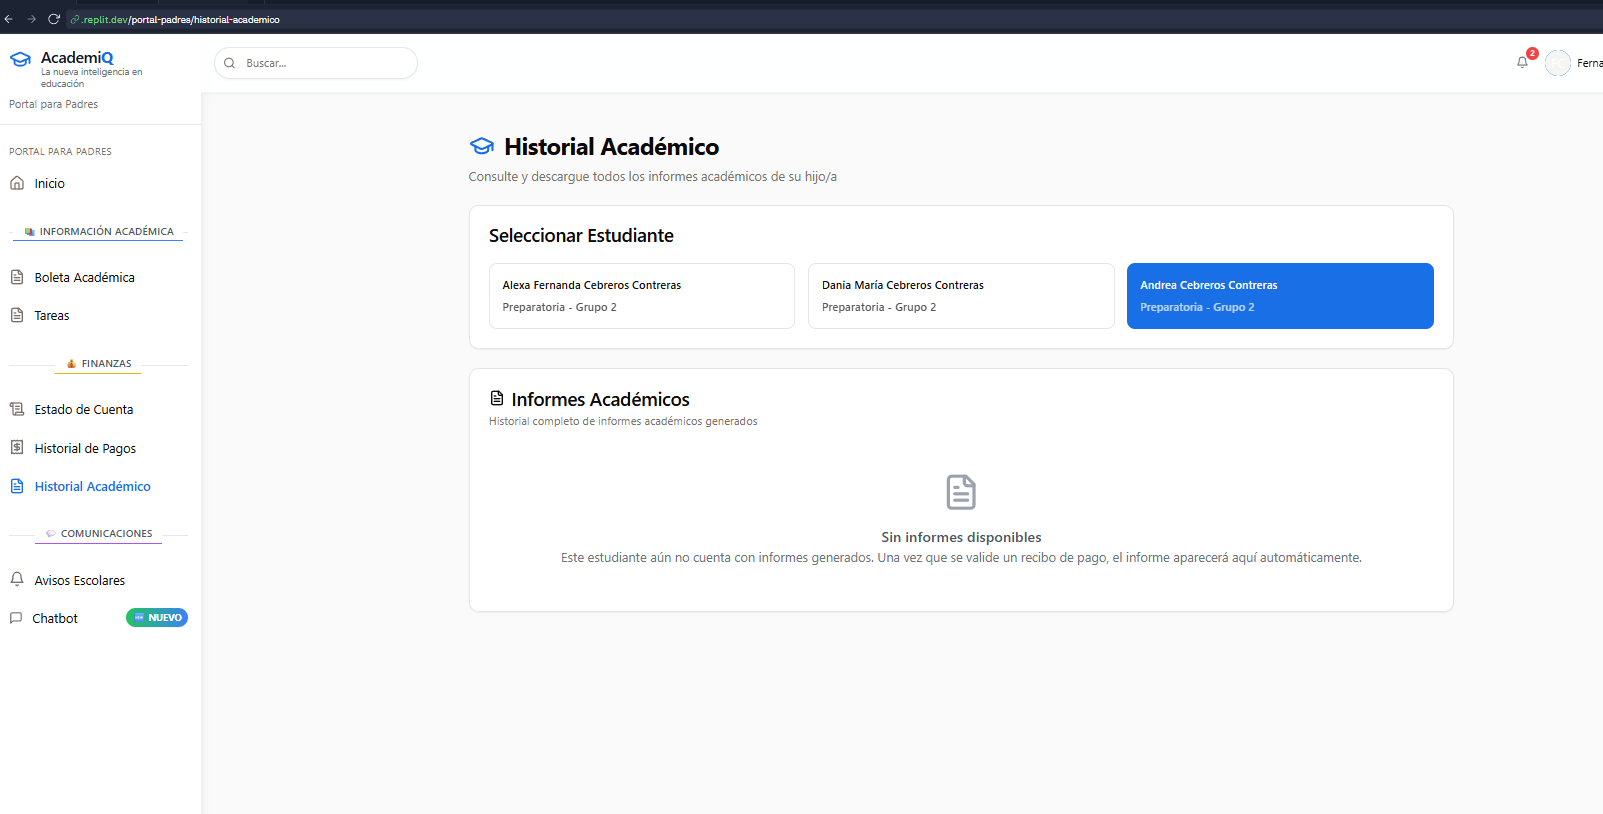 .replit.dev/portal-padres/historial-academico
AcademiQ
La nueva inteligencia en
educación
Portal para Padres
Buscar...
2
FC
Ferna
PORTAL PARA PADRES
Inicio
INFORMACIÓN ACADÉMICA
Boleta Académica
Tareas
FINANZAS
Estado de Cuenta
Historial de Pagos
Historial Académico
COMUNICACIONES
Avisos Escolares
Chatbot
NUEVO
Historial Académico
Consulte y descargue todos los informes académicos de su hijo/a
Seleccionar Estudiante
Alexa Fernanda Cebreros Contreras
Preparatoria - Grupo 2
Dania María Cebreros Contreras
Preparatoria - Grupo 2
Andrea Cebreros Contreras
Preparatoria - Grupo 2
Informes Académicos
Historial completo de informes académicos generados
Sin informes disponibles
Este estudiante aún no cuenta con informes generados. Una vez que se valide un recibo de pago, el informe aparecerá aquí automáticamente.